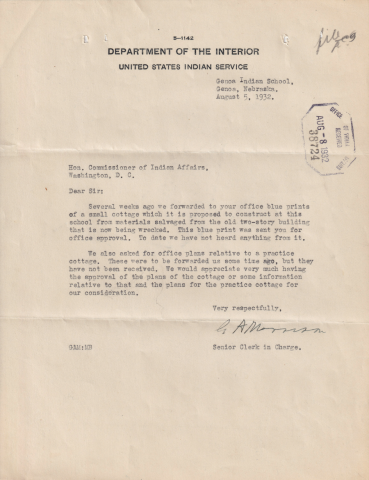 5-1142
DEPARTMENT OF THE INTERIOR
UNITED STATES INDIAN SERVICE
Genoa Indian School,
Genoa, Nebraska,
August 5, 1932.
AUG -8 1932
38724
Hon. Commissioner of Indian Affairs,
Washington, D. C.
Dear Sir:
Several weeks ago we forwarded to your office blue prints
of a small cottage which it is proposed to construct at this
school from materials salvaged from the old two-story building
that is now being wrecked. This blue print was sent you for
office approval. To date we have not heard anything from it.
We also asked for office plans relative to a practice
cottage. These were to be forwarded us some time ago, but they
have not been received. We would appreciate very much having
the approval of the plans of the cottage or some information
relative to that and the plans for the practice cottage for
our consideration.
Very respectfully,
G A Morrison
GAM:MR
Senior Clerk in Charge.